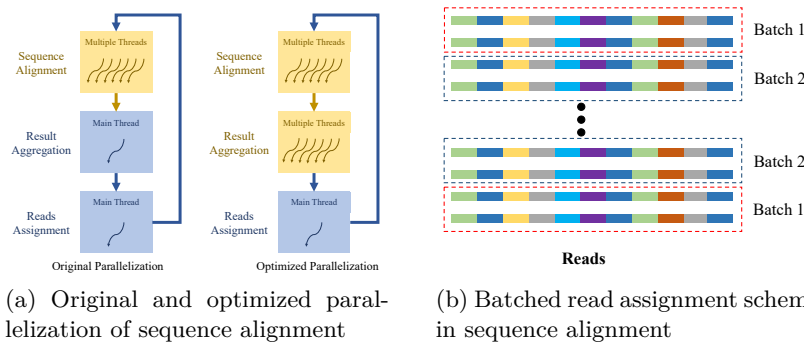 Multiple Threads
Sequence
Alignment
Main Thread
Result
Aggregation
Main Thread
Reads
Assignment
Original Parallelization
Multiple Threads
Sequence
Alignment
Multiple Threads
Result
Aggregation
Main Thread
Reads
Assignment
Optimized Parallelization
(a) Original and optimized paral-
lelization of sequence alignment
Batch 1
Batch 2
Batch 2
Batch 1
Reads
(b) Batched read assignment schem
in sequence alignment